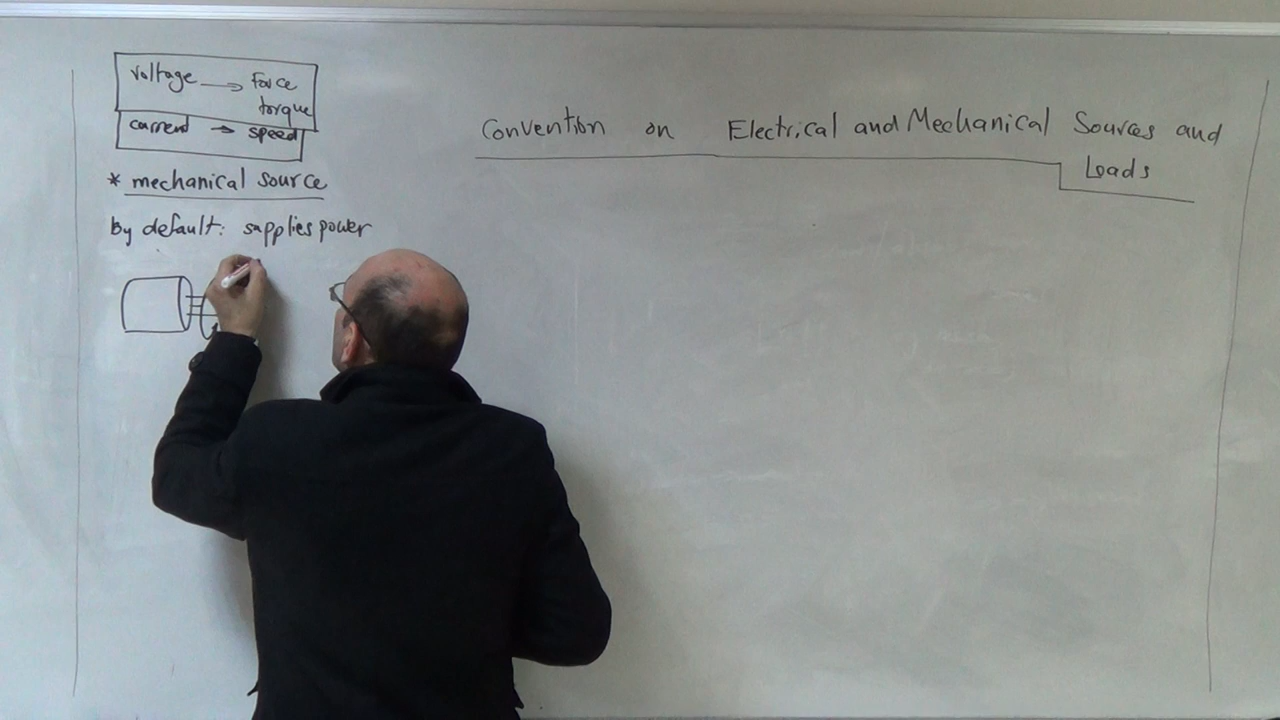 voltage → Force
torque
current → speed
* mechanical source
by default: supplies power
Convention on Electrical and Mechanical Sources and
Loads